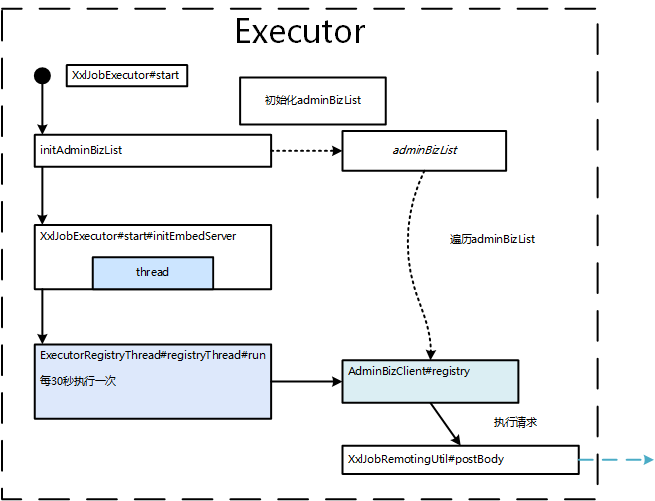 Executor
XxlJobExecutor#start
初始化adminBizList
initAdminBizList
adminBizList
XxlJobExecutor#start#initEmbedServer
遍历adminBizList
thread
ExecutorRegistryThread#registryThread#run
每30秒执行一次
AdminBizClient#registry
执行请求
XxlJobRemotingUtil#postBody